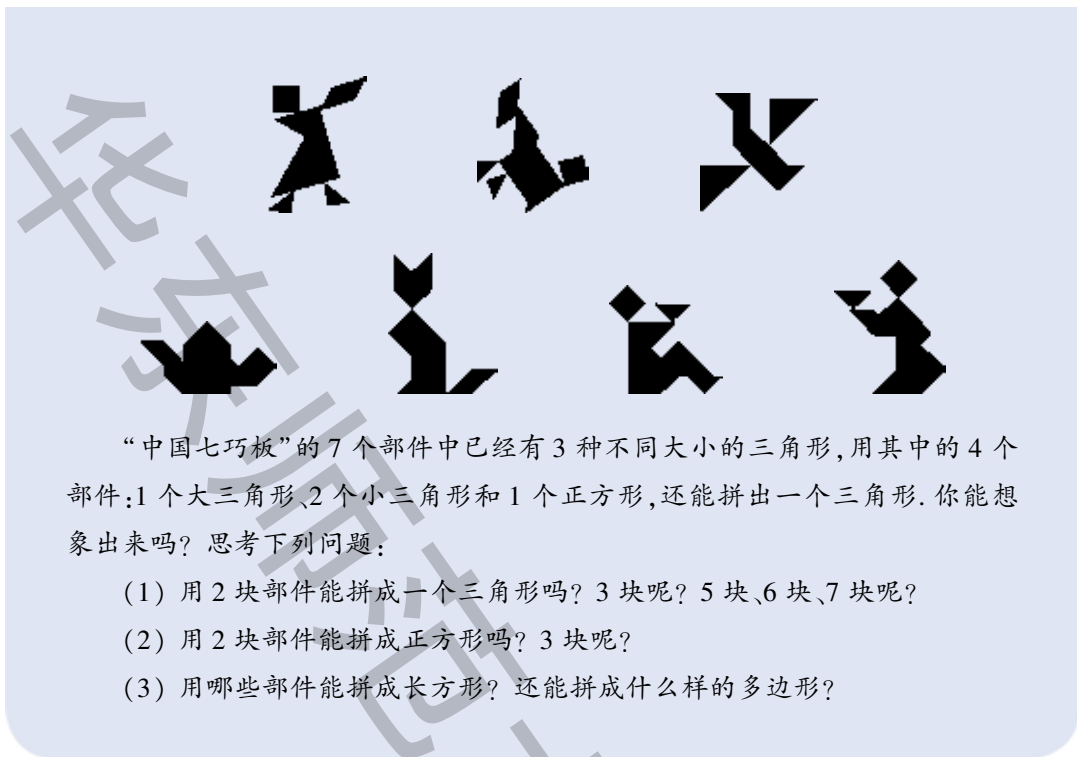 “中国七巧板”的7个部件中已经有3种不同大小的三角形,用其中的4个
部件:1个大三角形、2个小三角形和1个正方形,还能拼出一个三角形.你能想
象出来吗?思考下列问题:
(1) 用2块部件能拼成一个三角形吗?3块呢?5块、6块、7块呢?
(2) 用2块部件能拼成正方形吗?3块呢?
(3) 用哪些部件能拼成长方形?还能拼成什么样的多边形?
华东师范